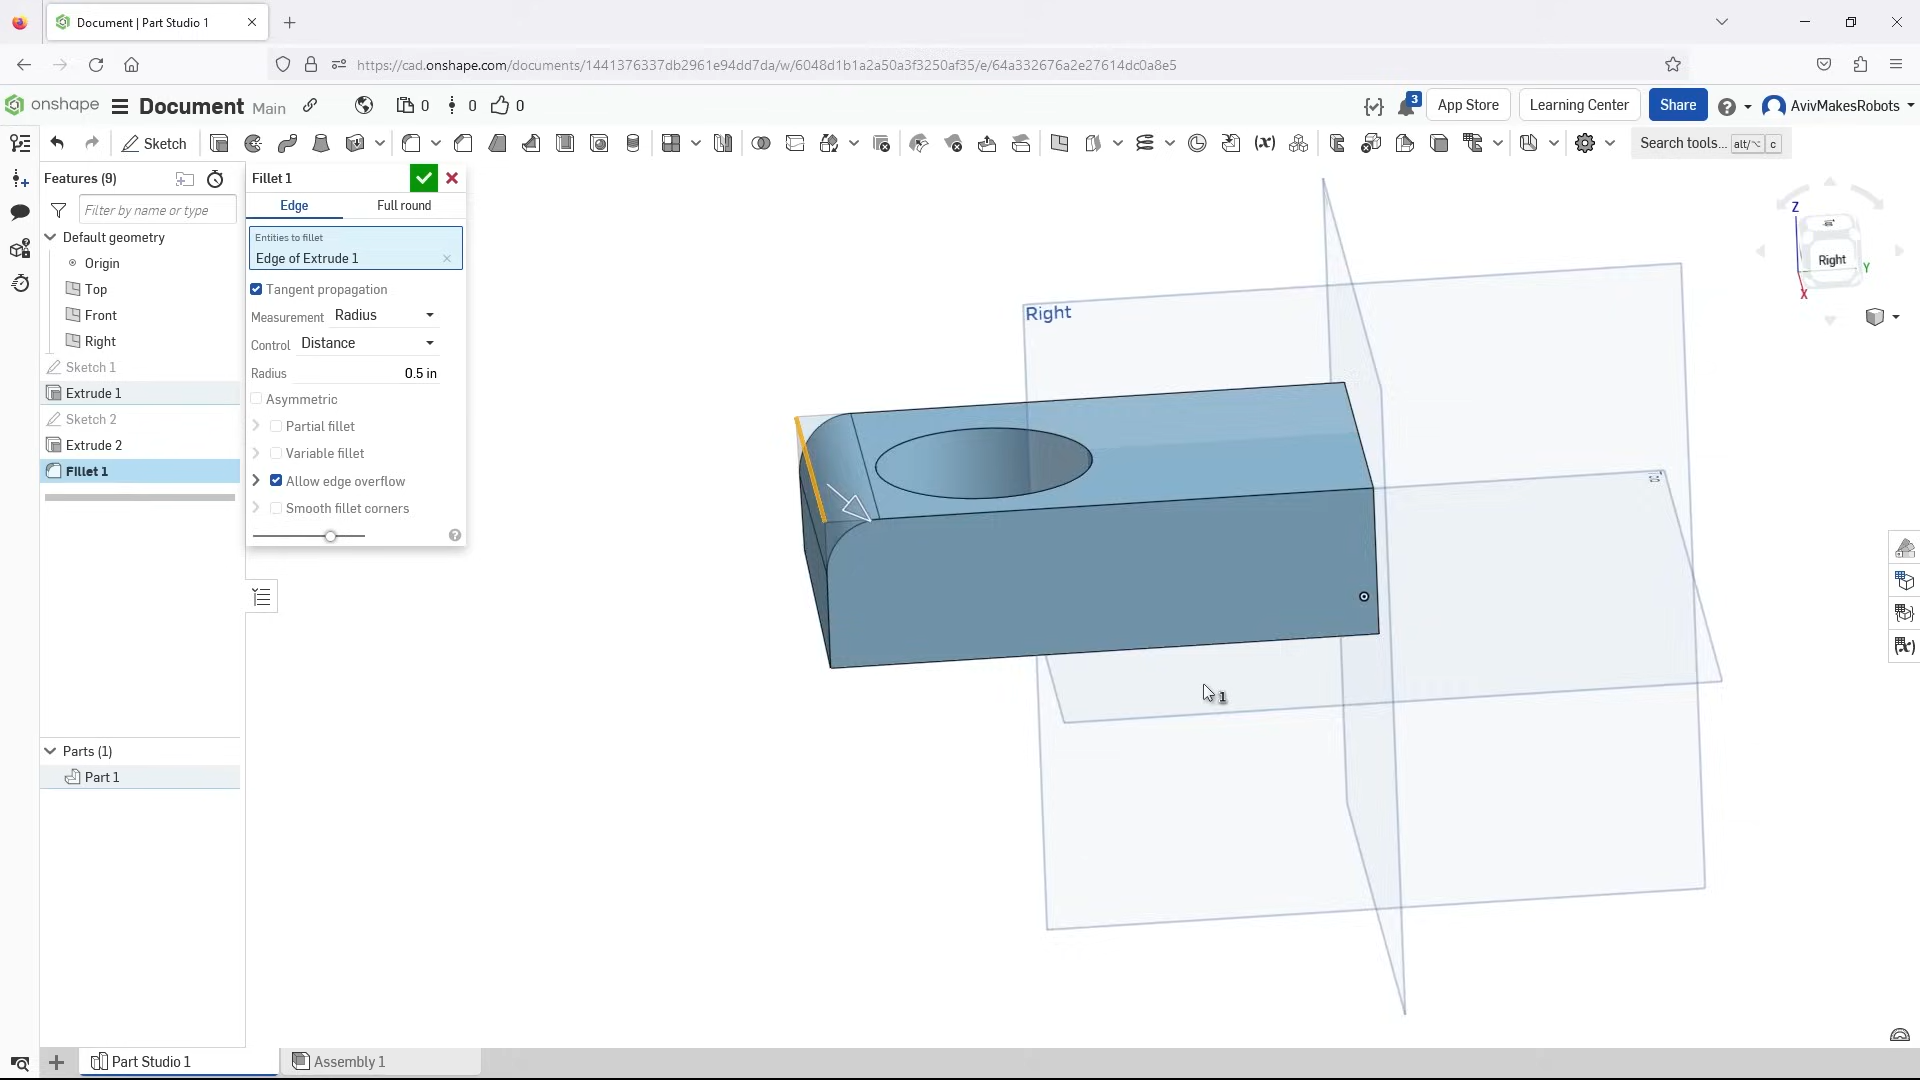 Document | Part Studio 1
https://cad.onshape.com/documents/1441376337db2961e94dd7da/w/6048d1b1a2a50a3f3250af35/e/64a332676a2e27614dc0a8e5
onshape Document Main 0 0 0 3 App Store Learning Center Share AvivMakesRobots
Sketch Search tools... alt/⌥ c
Features (9)
Filter by name or type
Default geometry
Origin
Top
Front
Right
Sketch 1
Extrude 1
Sketch 2
Extrude 2
Fillet 1
Parts (1)
Part 1
Fillet 1
Edge Full round
Entities to fillet
Edge of Extrude 1
Tangent propagation
Measurement Radius
Control Distance
Radius 0.5 in
Asymmetric
Partial fillet
Variable fillet
Allow edge overflow
Smooth fillet corners
Right
1
Z
Right
Y
X
Part Studio 1 Assembly 1